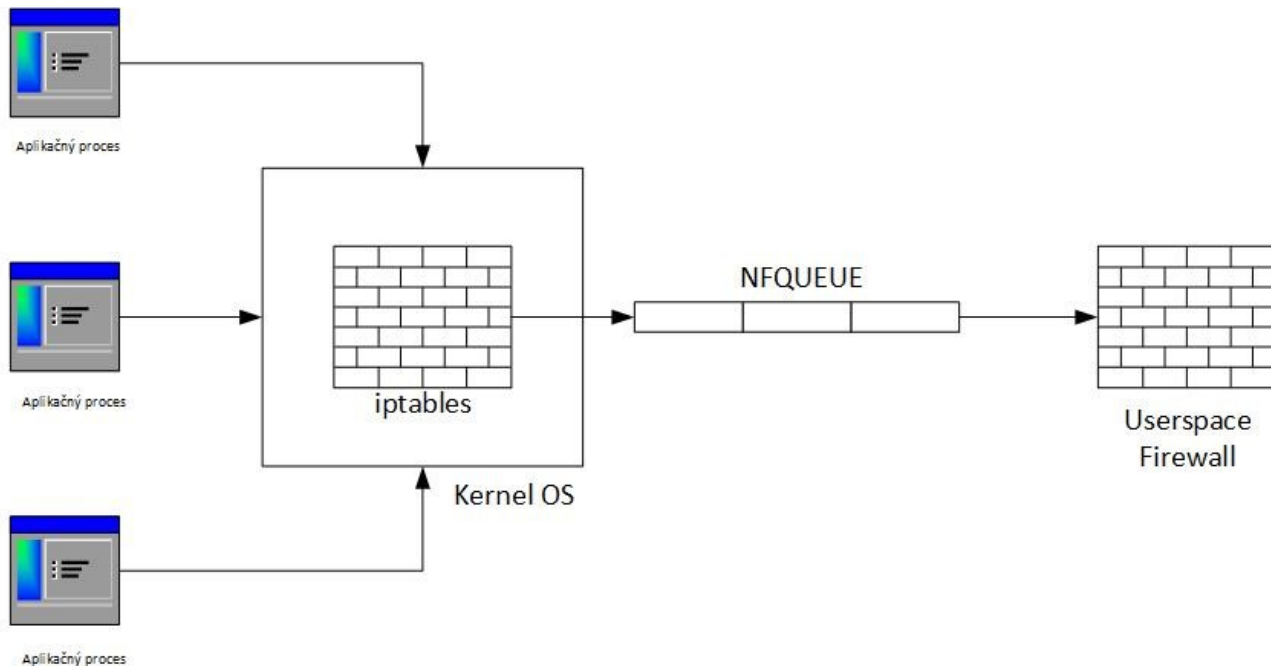 Aplikačný proces
NFQUEUE
Aplikačný proces
iptables
Userspace
Firewall
Kernel OS
Aplikačný proces